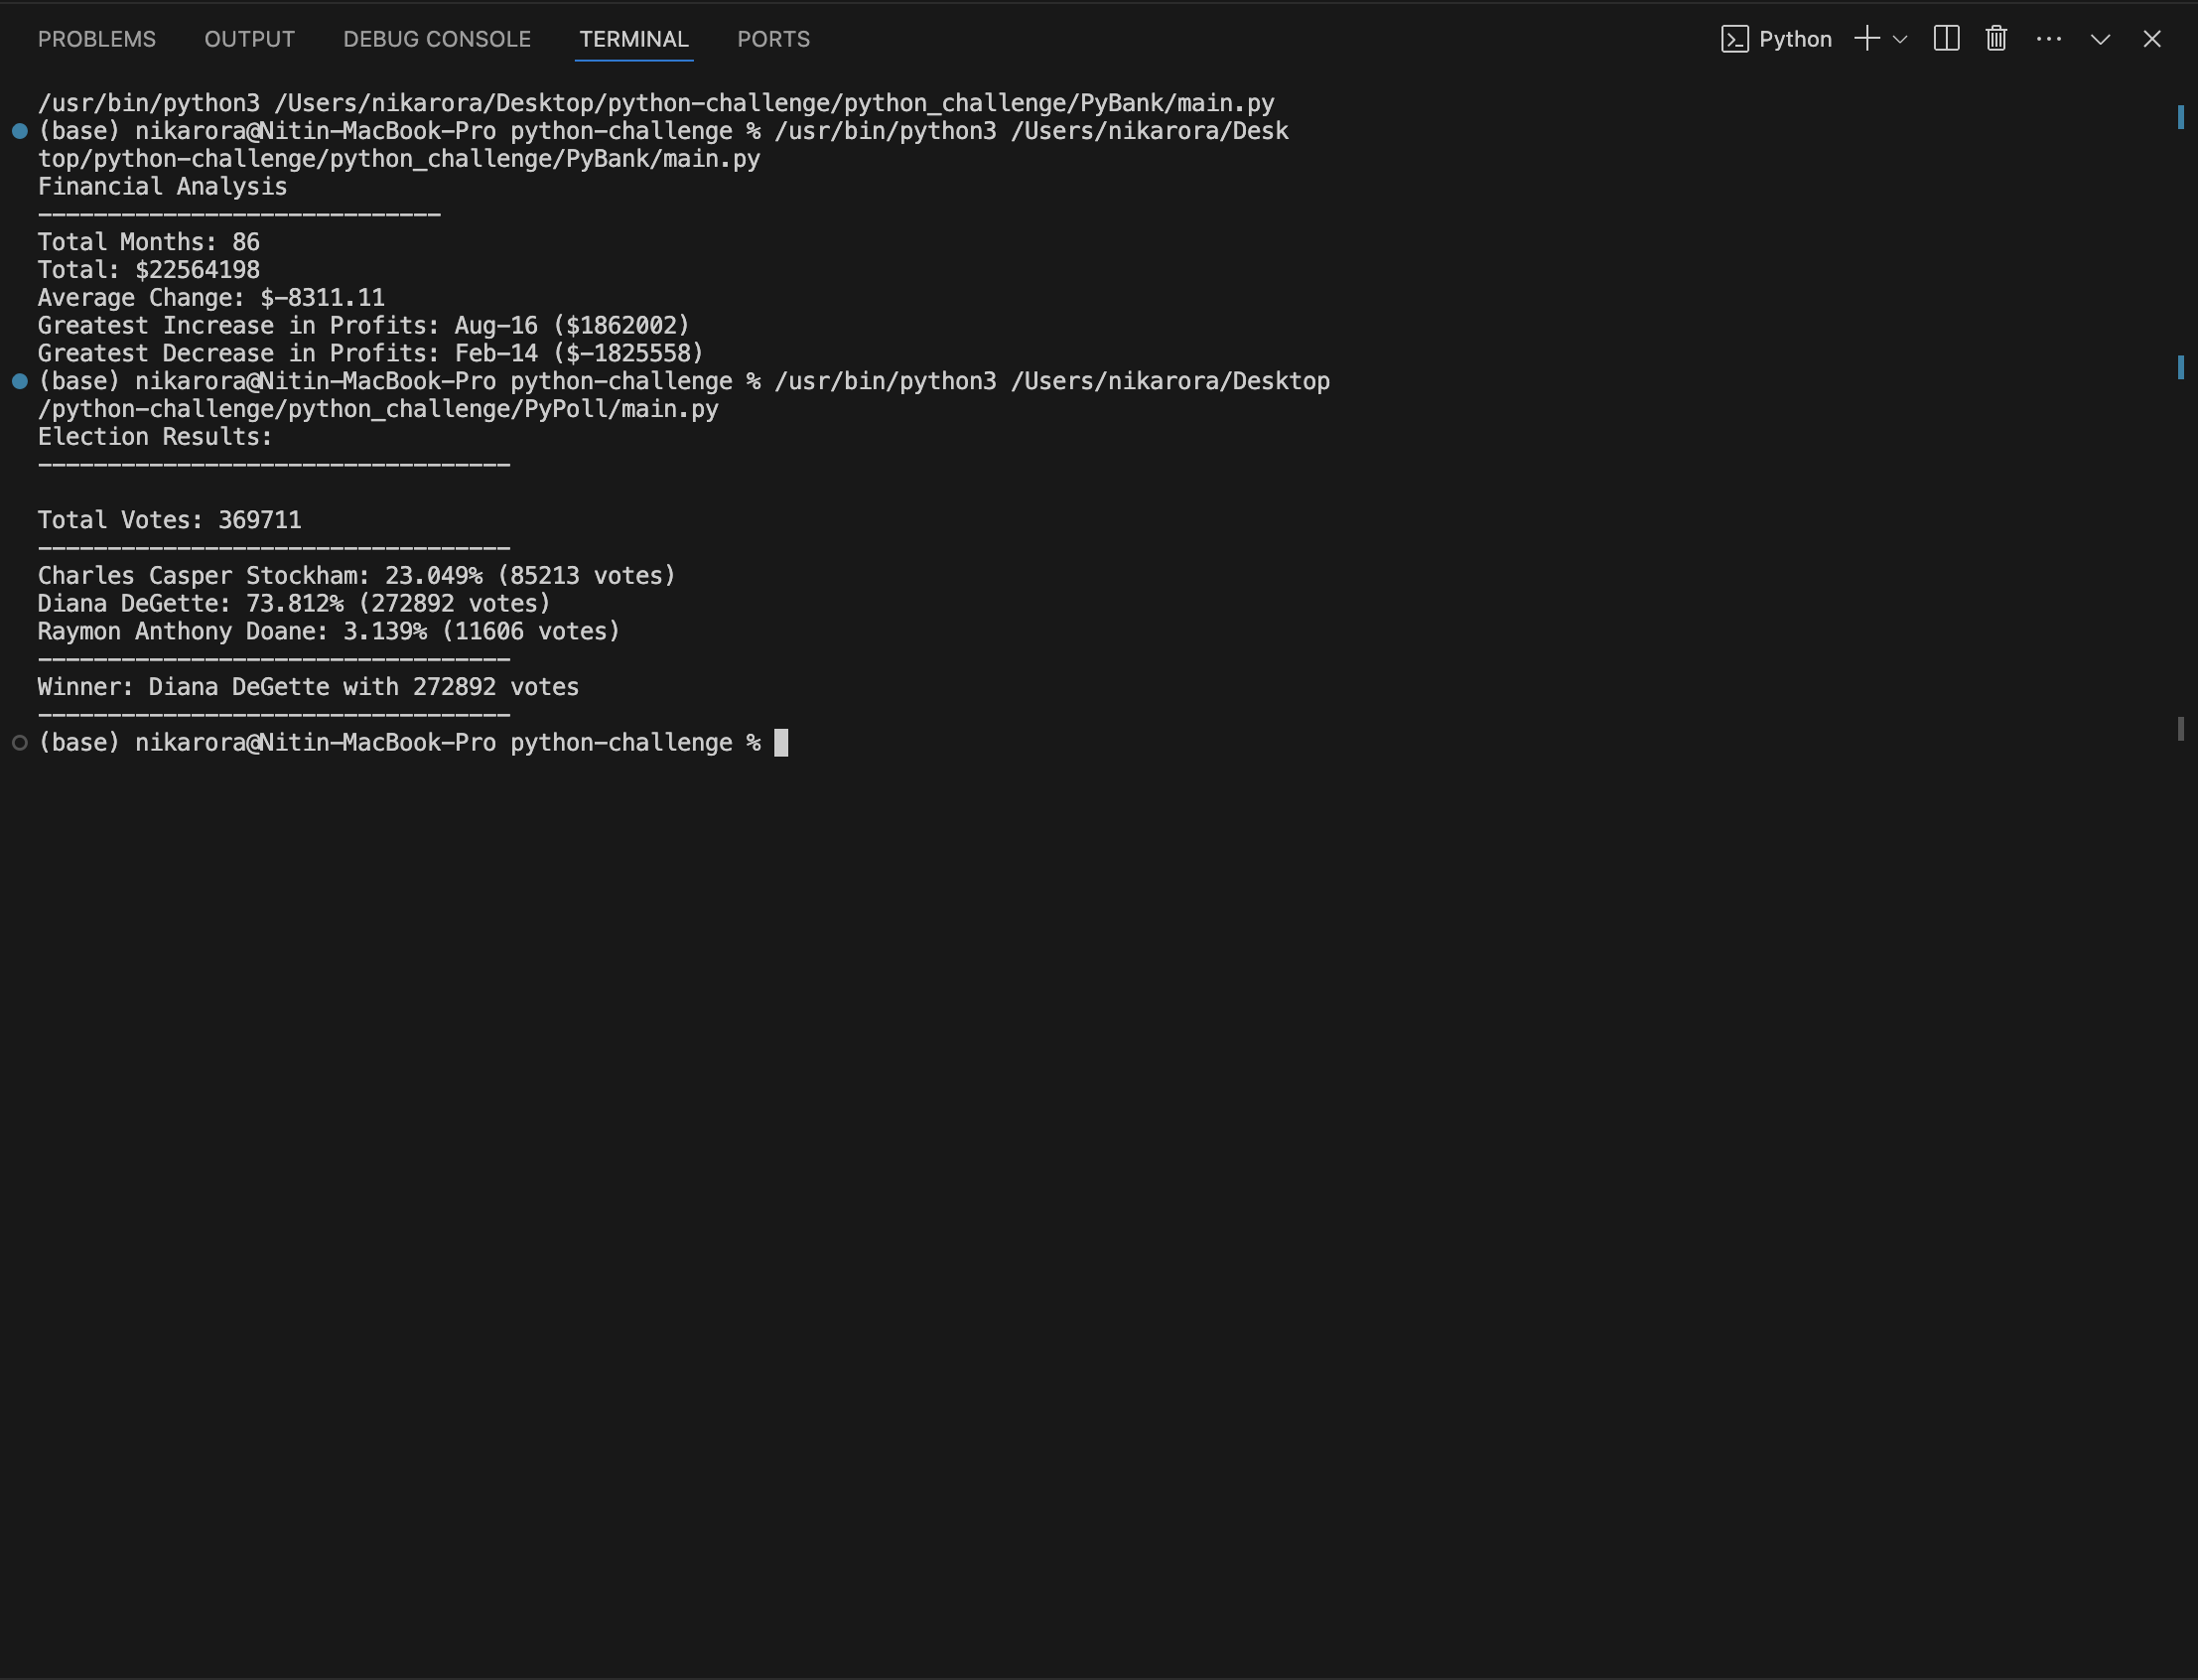 PROBLEMS OUTPUT DEBUG CONSOLE TERMINAL PORTS Python
/usr/bin/python3 /Users/nikarora/Desktop/python-challenge/python_challenge/PyBank/main.py
(base) nikarora@Nitin-MacBook-Pro python-challenge % /usr/bin/python3 /Users/nikarora/Desk
top/python-challenge/python_challenge/PyBank/main.py
Financial Analysis
-----------------------------
Total Months: 86
Total: $22564198
Average Change: $-8311.11
Greatest Increase in Profits: Aug-16 ($1862002)
Greatest Decrease in Profits: Feb-14 ($-1825558)
(base) nikarora@Nitin-MacBook-Pro python-challenge % /usr/bin/python3 /Users/nikarora/Desktop
/python-challenge/python_challenge/PyPoll/main.py
Election Results:
----------------------------------
Total Votes: 369711
----------------------------------
Charles Casper Stockham: 23.049% (85213 votes)
Diana DeGette: 73.812% (272892 votes)
Raymon Anthony Doane: 3.139% (11606 votes)
----------------------------------
Winner: Diana DeGette with 272892 votes
----------------------------------
(base) nikarora@Nitin-MacBook-Pro python-challenge %